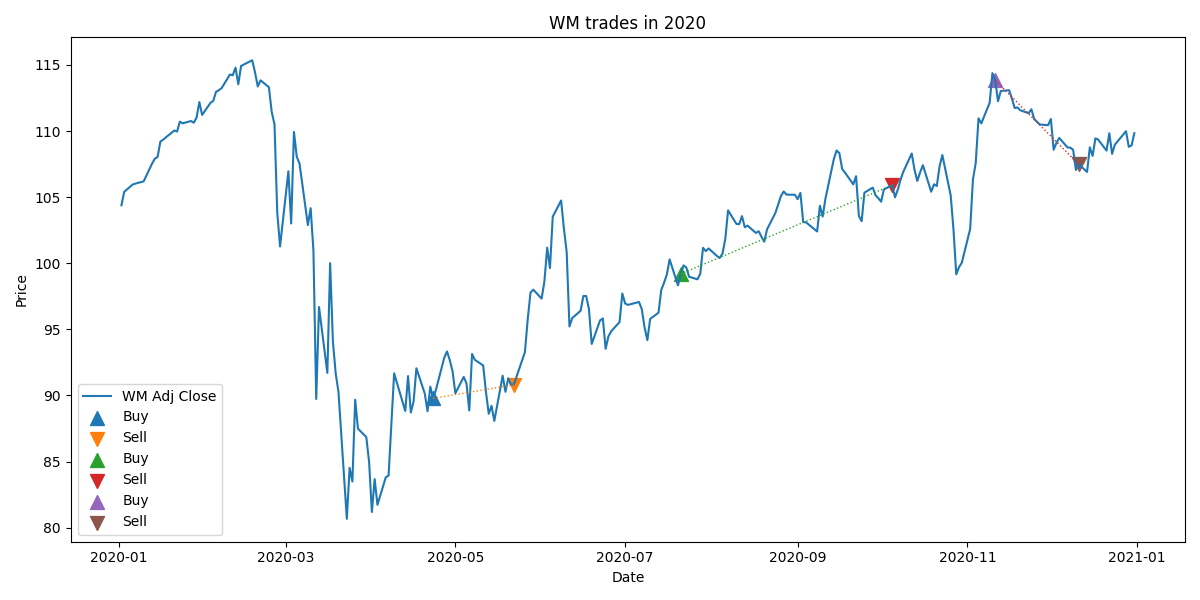 WM trades in 2020
Price
115
110
105
100
95
90
85
80
WM Adj Close
Buy
Sell
Buy
Sell
Buy
Sell
2020-01 2020-03 2020-05 2020-07 2020-09 2020-11 2021-01
Date